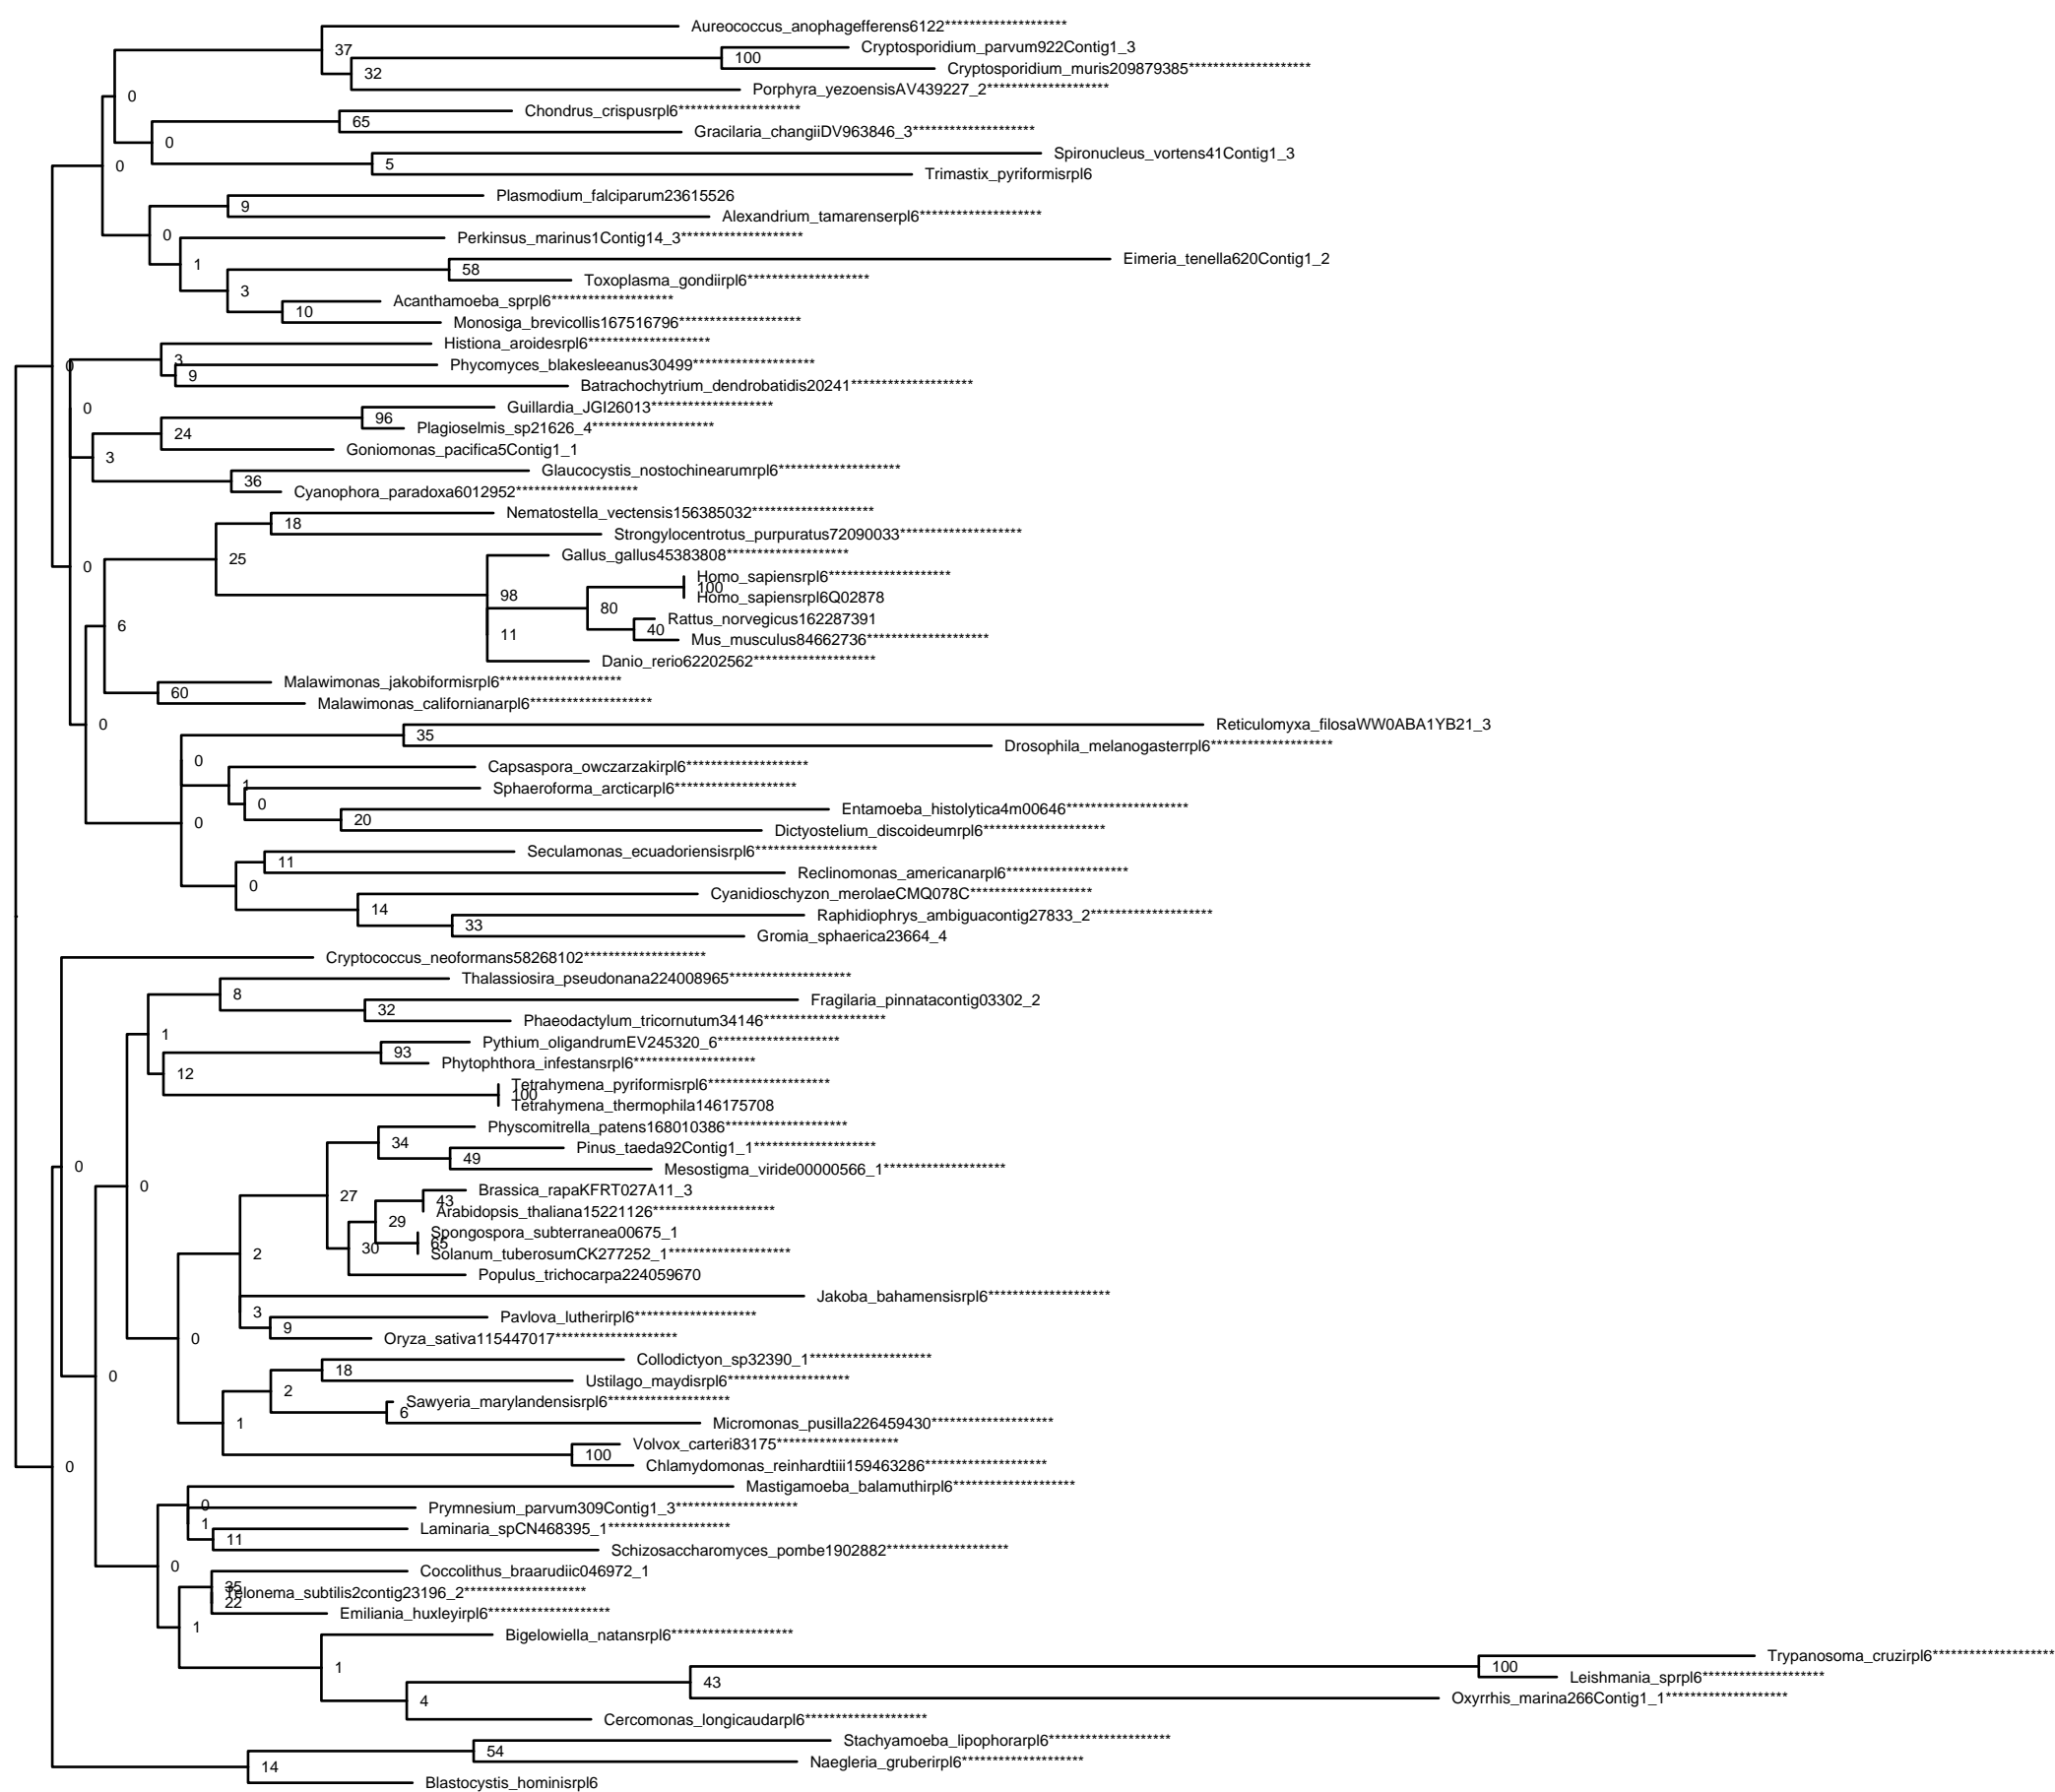 Aureococcus_anophagefferens6122********************
37
Cryptosporidium_parvum922Contig1_3
100
32
Cryptosporidium_muris209879385********************
Porphyra_yezoensisAV439227_2********************
0
Chondrus_crispusrpl6********************
65
Gracilaria_changiiDV963846_3********************
0
Spironucleus_vortens41Contig1_3
0
5
Trimastix_pyriformisrpl6
Plasmodium_falciparum23615526
9
Alexandrium_tamarenserpl6********************
0
Perkinsus_marinus1Contig14_3********************
1
Eimeria_tenella620Contig1_2
58
Toxoplasma_gondiirpl6********************
3
Acanthamoeba_sprpl6********************
10
Monosiga_brevicollis167516796********************
Histiona_aroidesrpl6********************
3
0
Phycomyces_blakesleeanus30499********************
9
Batrachochytrium_dendrobatidis20241********************
0
Guillardia_JGI26013********************
96
Plagioselmis_sp21626_4********************
24
Goniomonas_pacifica5Contig1_1
3
Glaucocystis_nostochinearumrpl6********************
36
Cyanophora_paradoxa6012952********************
Nematostella_vectensis156385032********************
18
Strongylocentrotus_purpuratus72090033********************
25
Gallus_gallus45383808********************
0
Homo_sapiensrpl6********************
100
98
Homo_sapiensrpl6Q02878
80
Rattus_norvegicus162287391
6
40
11
Mus_musculus84662736********************
Danio_rerio62202562********************
Malawimonas_jakobiformisrpl6********************
60
Malawimonas_californianarpl6********************
0
Reticulomyxa_filosaWW0ABA1YB21_3
35
Drosophila_melanogasterrpl6********************
0
Capsaspora_owczarzakirpl6********************
1
Sphaeroforma_arcticarpl6********************
0
Entamoeba_histolytica4m00646********************
20
0
Dictyostelium_discoideumrpl6********************
Seculamonas_ecuadoriensisrpl6********************
11
Reclinomonas_americanarpl6********************
0
Cyanidioschyzon_merolaeCMQ078C********************
14
Raphidiophrys_ambiguacontig27833_2********************
33
Gromia_sphaerica23664_4
Cryptococcus_neoformans58268102********************
Thalassiosira_pseudonana224008965********************
8
Fragilaria_pinnatacontig03302_2
32
Phaeodactylum_tricornutum34146********************
1
Pythium_oligandrumEV245320_6********************
93
Phytophthora_infestansrpl6********************
12
Tetrahymena_pyriformisrpl6********************
100
Tetrahymena_thermophila146175708
Physcomitrella_patens168010386********************
34
Pinus_taeda92Contig1_1********************
49
0
Mesostigma_viride00000566_1********************
0
Brassica_rapaKFRT027A11_3
27
43
Arabidopsis_thaliana15221126********************
29
Spongospora_subterranea00675_1
65
30
2
Solanum_tuberosumCK277252_1********************
Populus_trichocarpa224059670
Jakoba_bahamensisrpl6********************
3
Pavlova_lutherirpl6********************
9
0
Oryza_sativa115447017********************
Collodictyon_sp32390_1********************
18
0
Ustilago_maydisrpl6********************
2
Sawyeria_marylandensisrpl6********************
6
1
Micromonas_pusilla226459430********************
Volvox_carteri83175********************
100
0
Chlamydomonas_reinhardtiii159463286********************
Mastigamoeba_balamuthirpl6********************
0
Prymnesium_parvum309Contig1_3********************
1
Laminaria_spCN468395_1********************
11
Schizosaccharomyces_pombe1902882********************
0
Coccolithus_braarudiic046972_1
35
Telonema_subtilis2contig23196_2********************
22
Emiliania_huxleyirpl6********************
1
Bigelowiella_natansrpl6********************
Trypanosoma_cruzirpl6********************
1
100
Leishmania_sprpl6********************
43
4
Oxyrrhis_marina266Contig1_1********************
Cercomonas_longicaudarpl6********************
Stachyamoeba_lipophorarpl6********************
54
Naegleria_gruberirpl6********************
14
Blastocystis_hominisrpl6